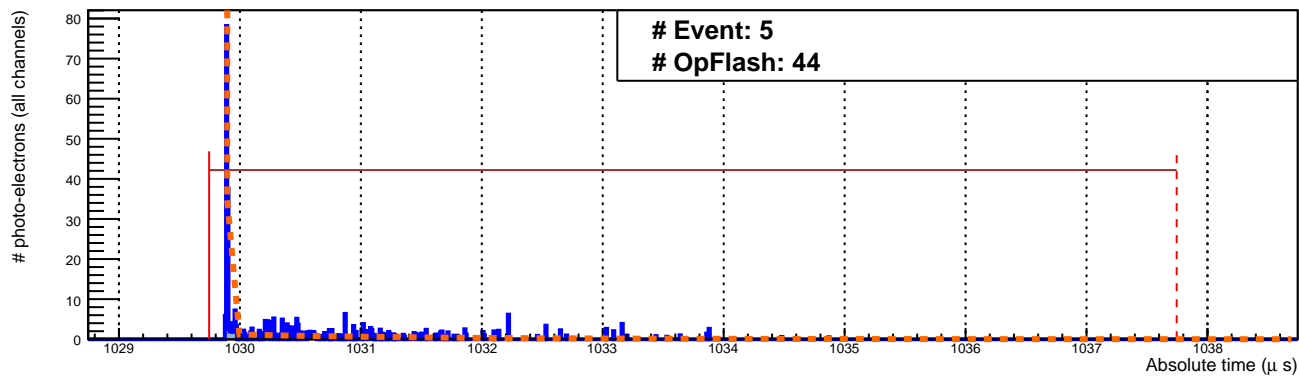 # Event: 5
# OpFlash: 44
# photo-electrons (all channels)
80
70
60
50
40
30
20
10
0
1029 1030 1031 1032 1033 1034 1035 1036 1037 1038
Absolute time (μ s)